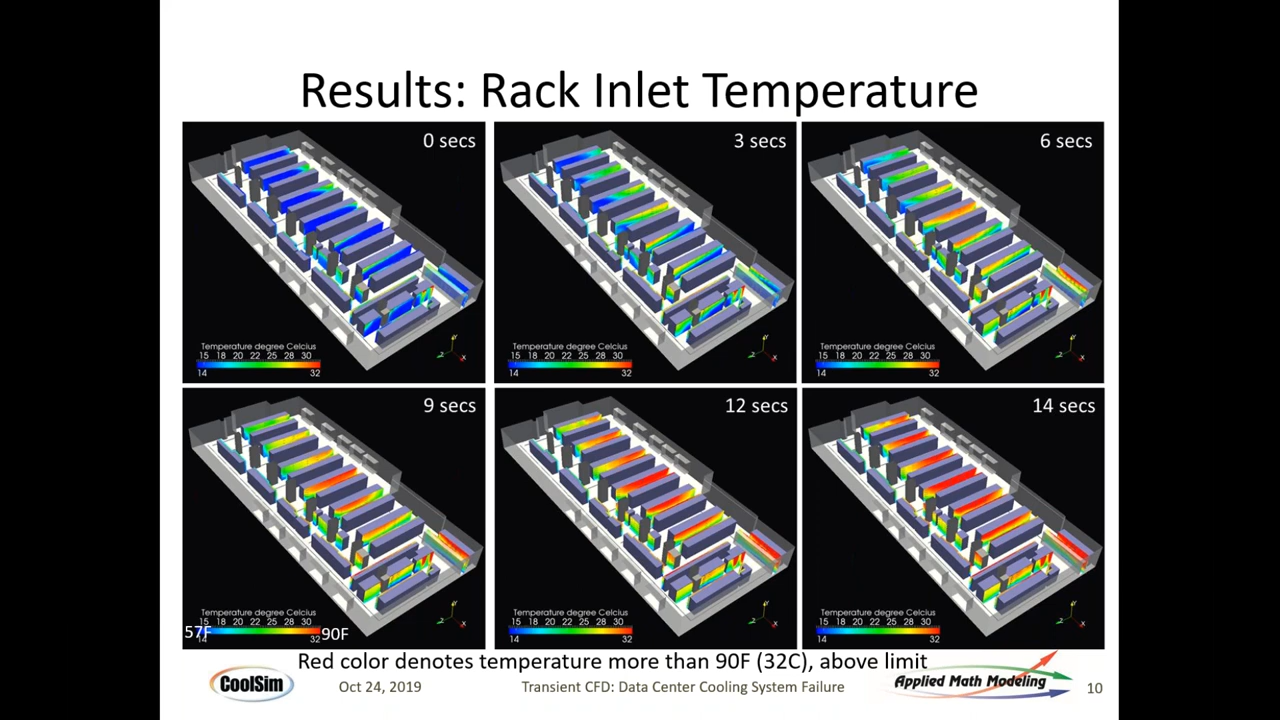 Results: Rack Inlet Temperature
0 secs
Temperature degree Celcius
15 18 20 22 25 28 30
14 32
3 secs
Temperature degree Celcius
15 18 20 22 25 28 30
14 32
6 secs
Temperature degree Celcius
15 18 20 22 25 28 30
14 32
9 secs
Temperature degree Celcius
15 18 20 22 25 28 30
57F 90F
14 32
12 secs
Temperature degree Celcius
15 18 20 22 25 28 30
14 32
14 secs
Temperature degree Celcius
15 18 20 22 25 28 30
14 32
Red color denotes temperature more than 90F (32C), above limit
CoolSim
Oct 24, 2019
Transient CFD: Data Center Cooling System Failure
Applied Math Modeling
10